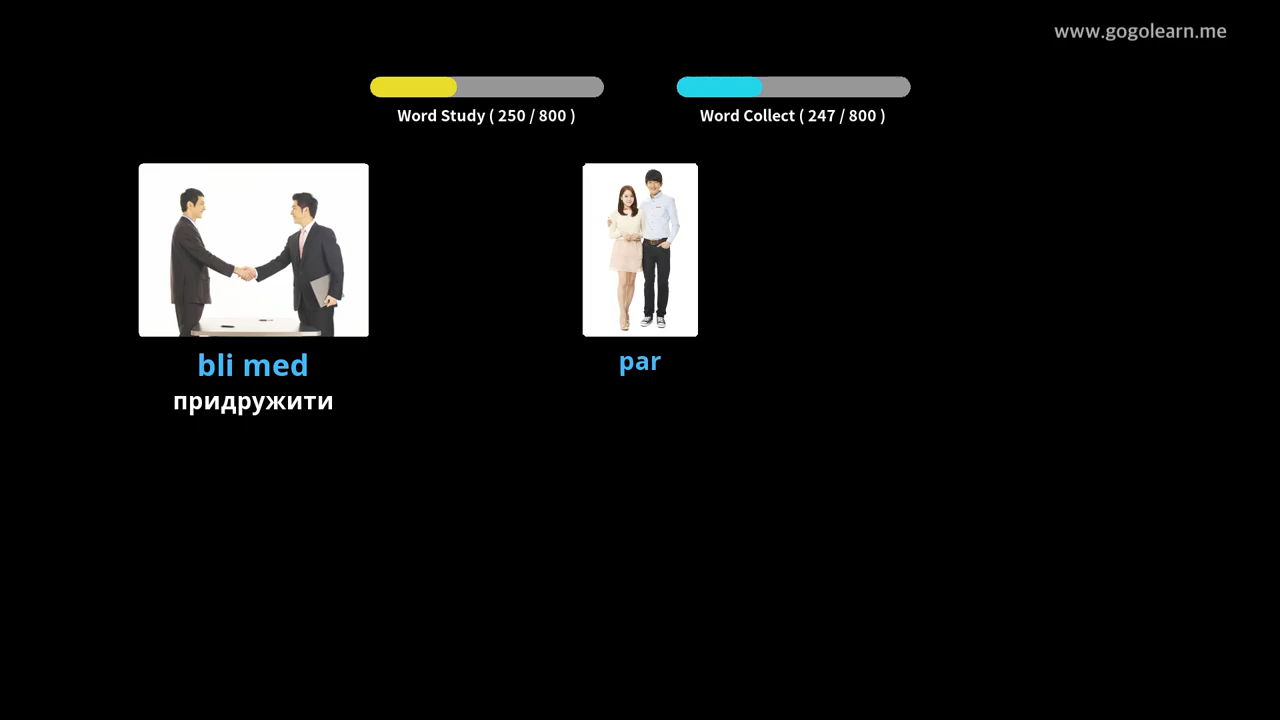 www.gogolearn.me
Word Study ( 250 / 800 )
Word Collect ( 247 / 800 )
bli med
придружити
par